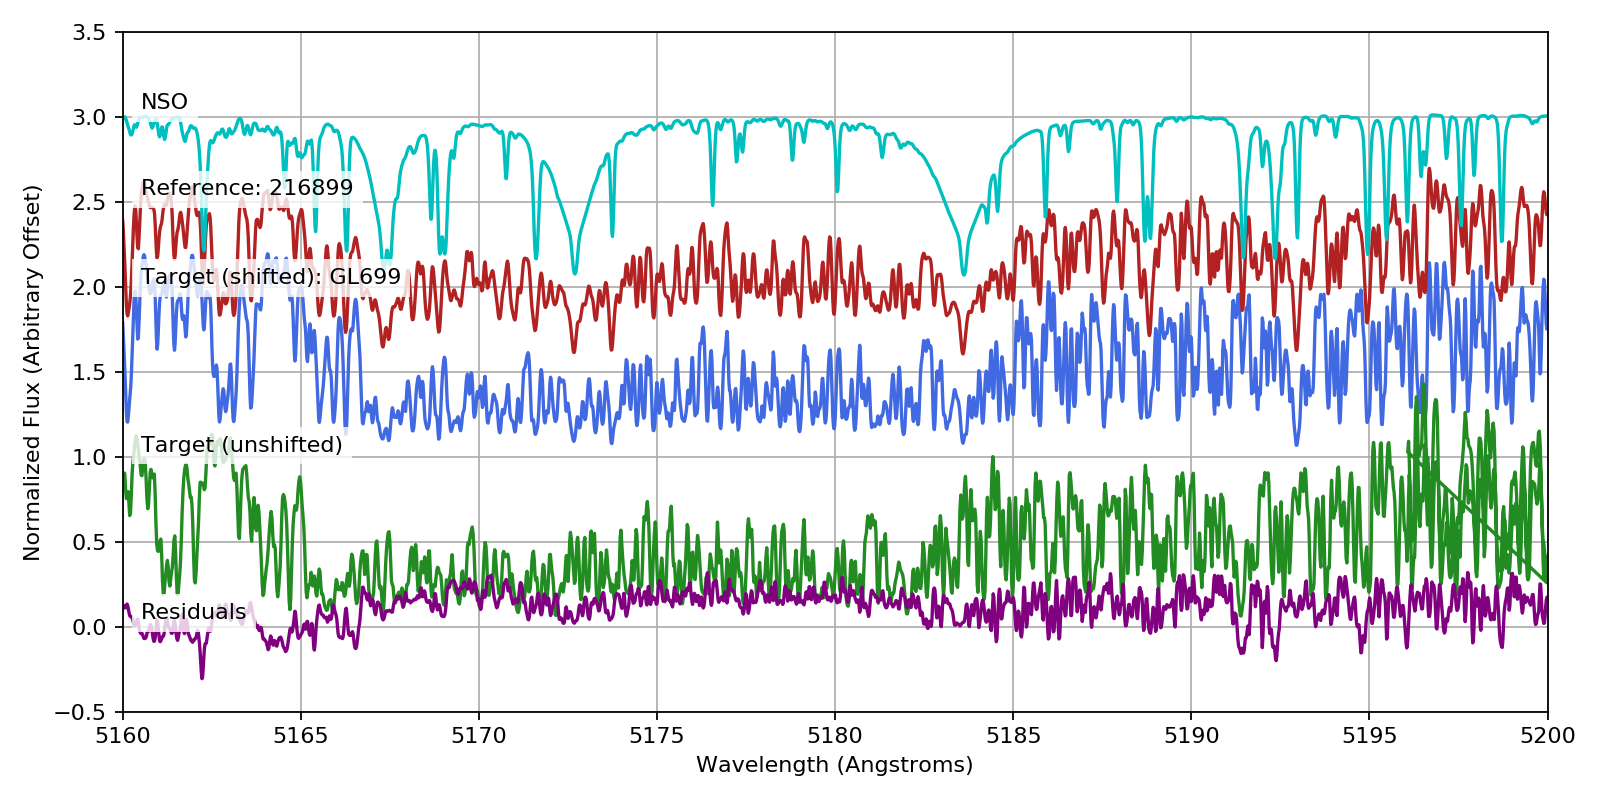 3.5
3.0
2.5
2.0
1.5
1.0
0.5
0.0
−0.5
Normalized Flux (Arbitrary Offset)
NSO
Reference: 216899
Target (shifted): GL699
Target (unshifted)
Residuals
5160 5165 5170 5175 5180 5185 5190 5195 5200
Wavelength (Angstroms)